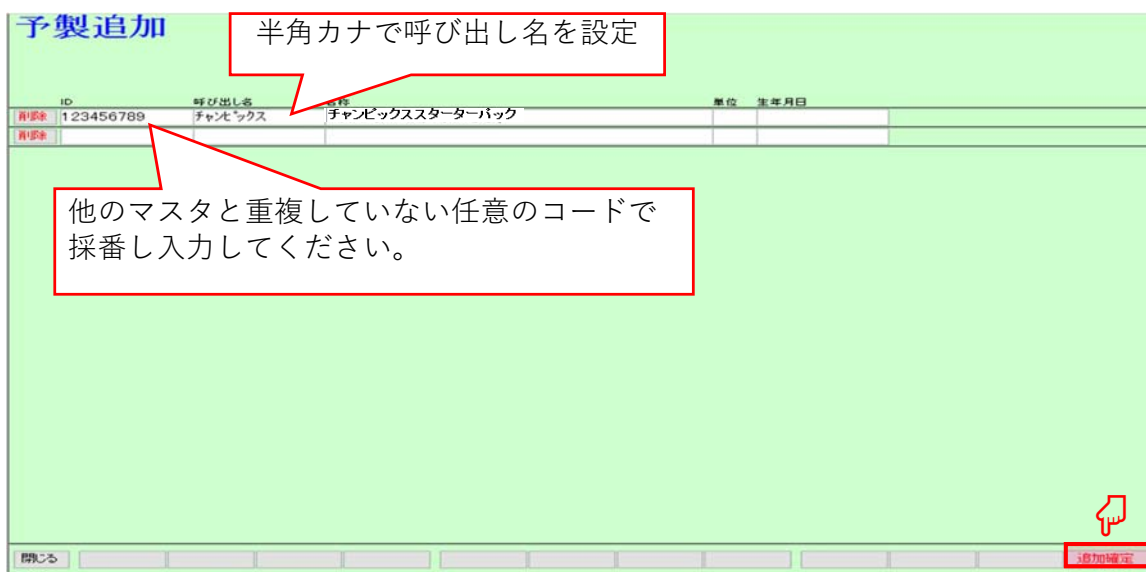 予製追加
半角カナで呼び出し名を設定
ID 呼び出し名 名称 単位 生年月日
削除 123456789 チャンピックス チャンピックススターターパック
削除
他のマスタと重複していない任意のコードで
採番し入力してください。
閉じる 追加確定